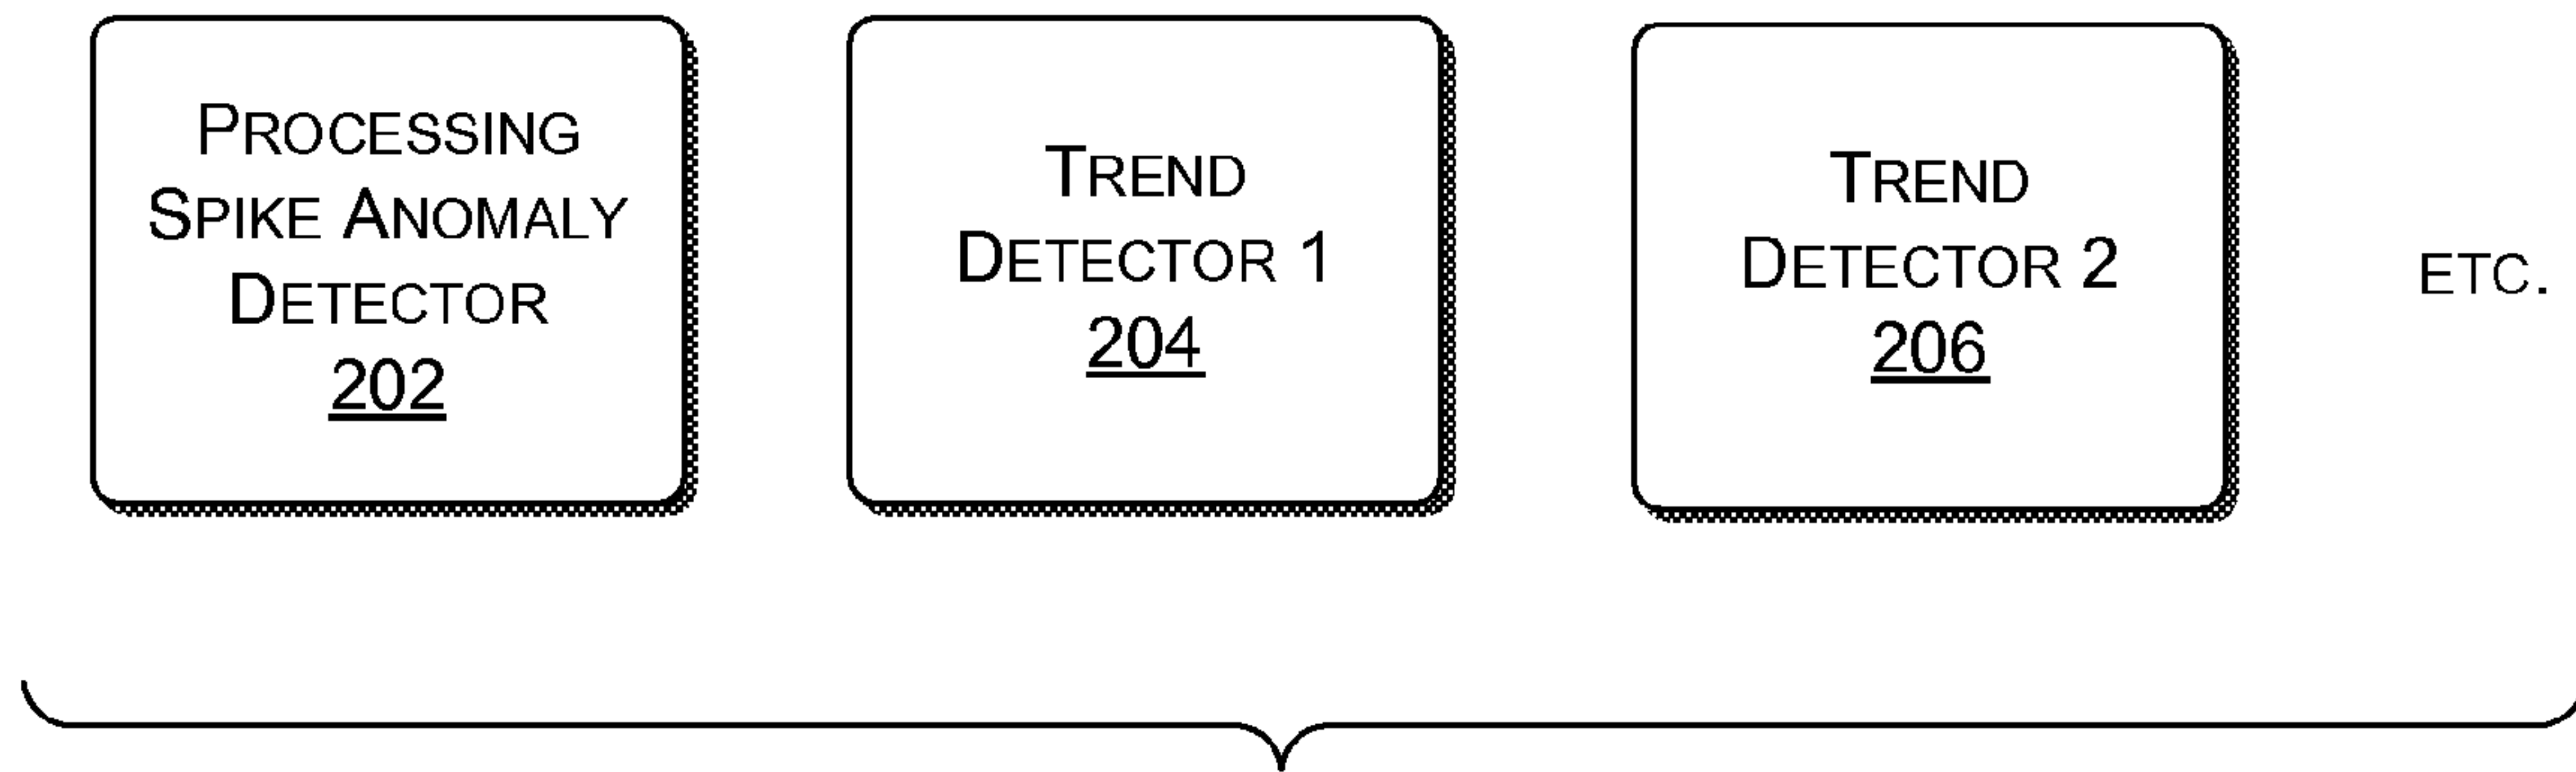 PROCESSING
SPIKE ANOMALY
DETECTOR
202
TREND
DETECTOR 1
204
TREND
DETECTOR 2
206
ETC.